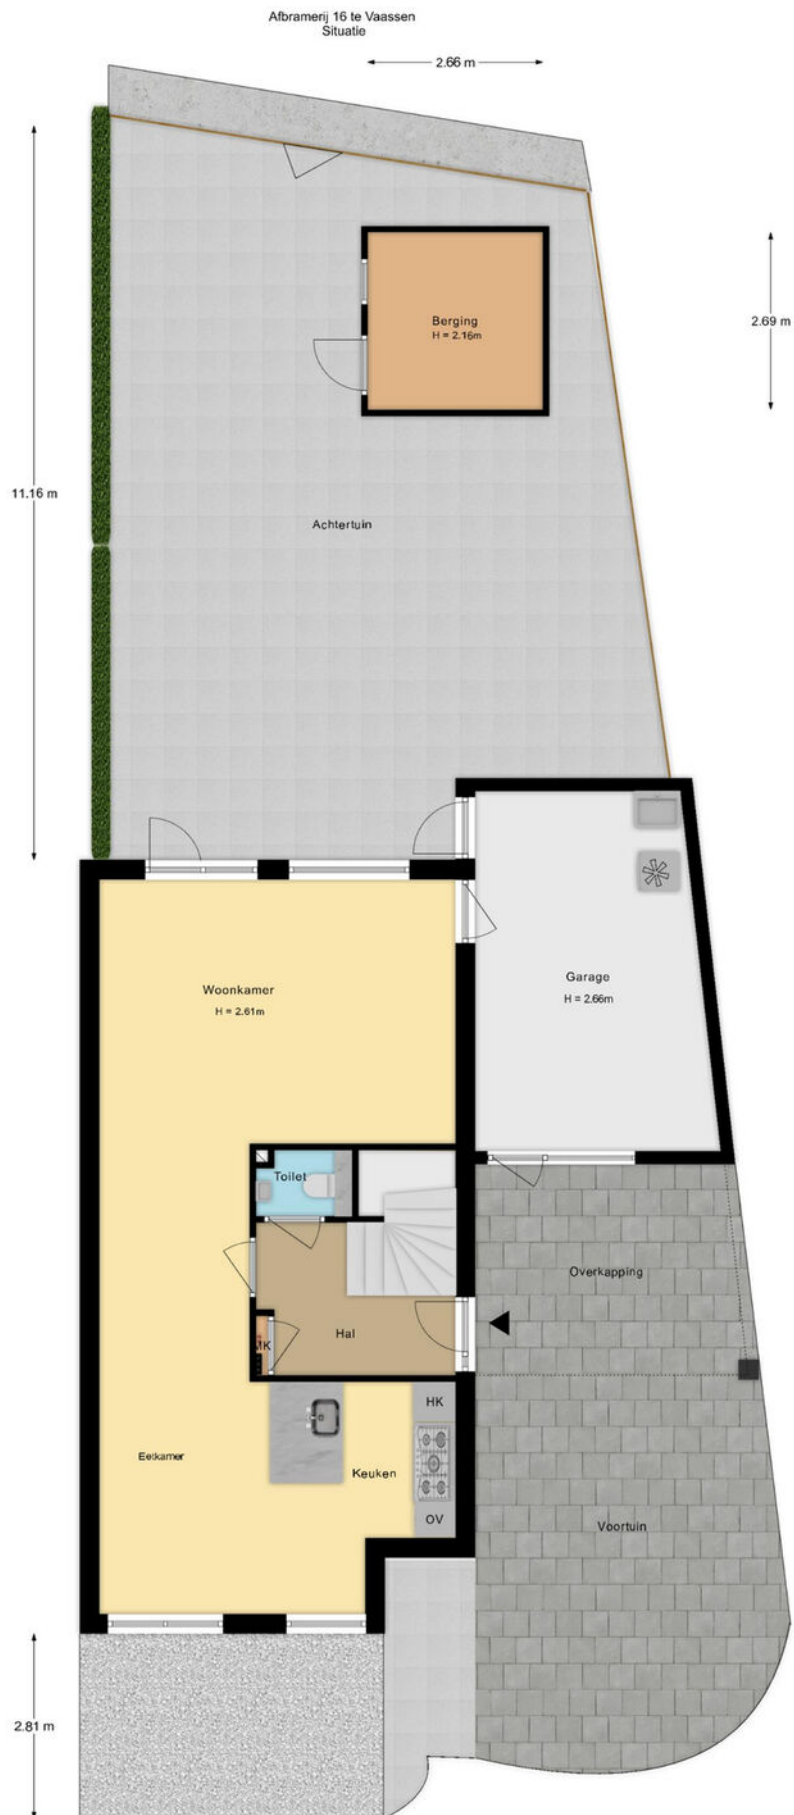 Afbramerij 16 te Vaassen
Situatie
2.66 m
Berging
H = 2.16m
2.69 m
11.16 m
Achtertuin
Garage
H = 2.66m
Woonkamer
H = 2.61m
Toilet
Overkapping
Hal
MK
HK
Eetkamer
Keuken
OV
Voortuin
2.81 m